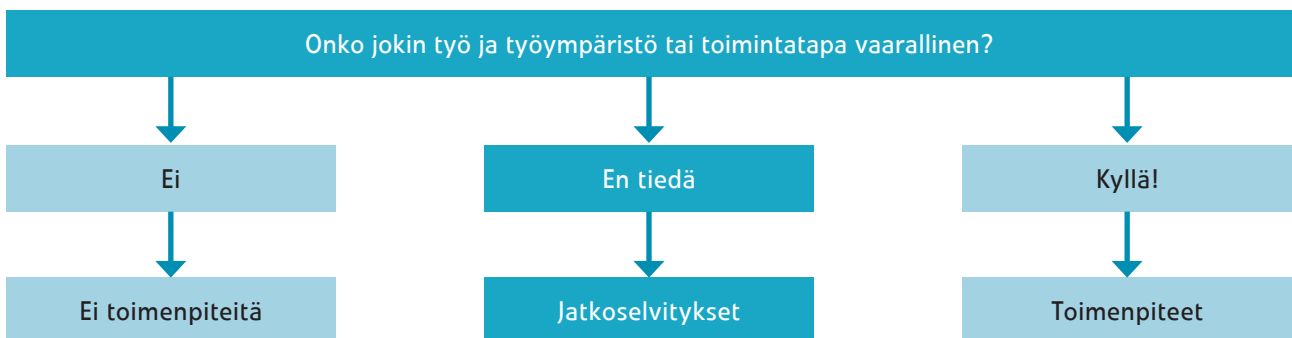 Onko jokin työ ja työympäristö tai toimintatapa vaarallinen?
Ei
En tiedä
Kyllä!
Ei toimenpiteitä
Jatkoselvitykset
Toimenpiteet